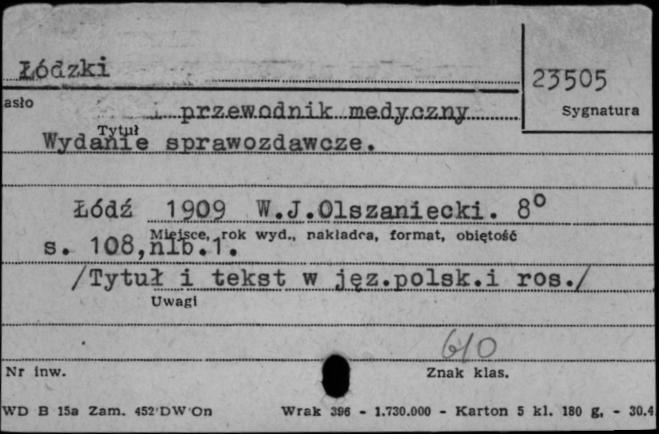 Łódzki
23505
asło
Sygnatura
przewodnik medyczny
Tytuł
Wydanie sprawozdawcze.
Łódź 1909 W.J.Olszaniecki. 8°
Miejsce, rok wyd., nakładca, format, objętość
s. 108,nlb.1.
/Tytuł i tekst w jęz.polsk.i ros./
Uwagi
610
Nr inw.
Znak klas.
WD B 15a Zam. 452'DW'On Wrak 396 - 1.730.000 - Karton 5 kl. 180 g, - 30.4